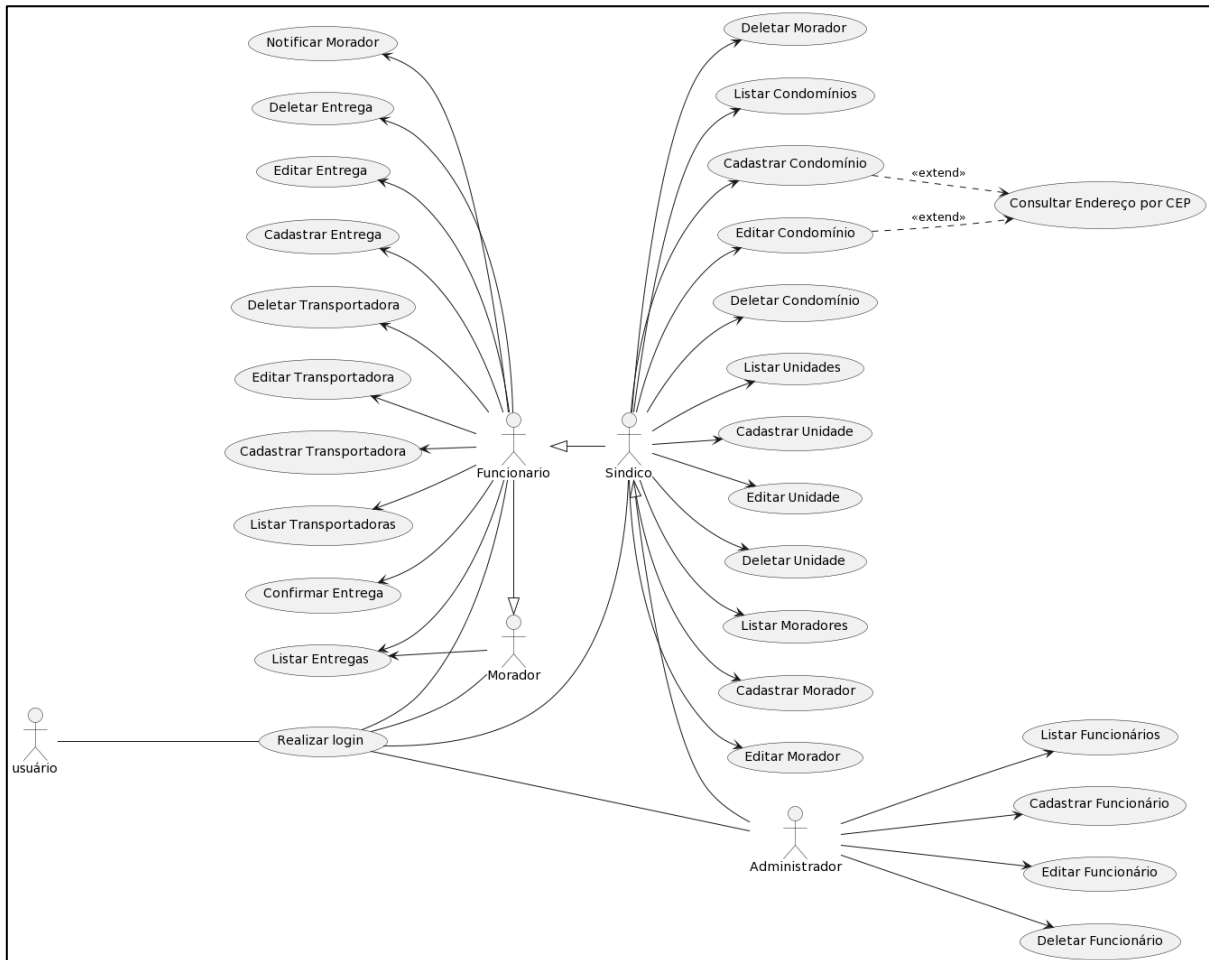 Notificar Morador
Deletar Entrega
Editar Entrega
Cadastrar Entrega
Deletar Transportadora
Editar Transportadora
Cadastrar Transportadora
Listar Transportadoras
Confirmar Entrega
Listar Entregas
Realizar login
usuário
Funcionario
Morador
Sindico
Deletar Morador
Listar Condomínios
Cadastrar Condomínio
Editar Condomínio
Deletar Condomínio
Listar Unidades
Cadastrar Unidade
Editar Unidade
Deletar Unidade
Listar Moradores
Cadastrar Morador
Editar Morador
Administrador
«extend»
«extend»
Consultar Endereço por CEP
Listar Funcionários
Cadastrar Funcionário
Editar Funcionário
Deletar Funcionário